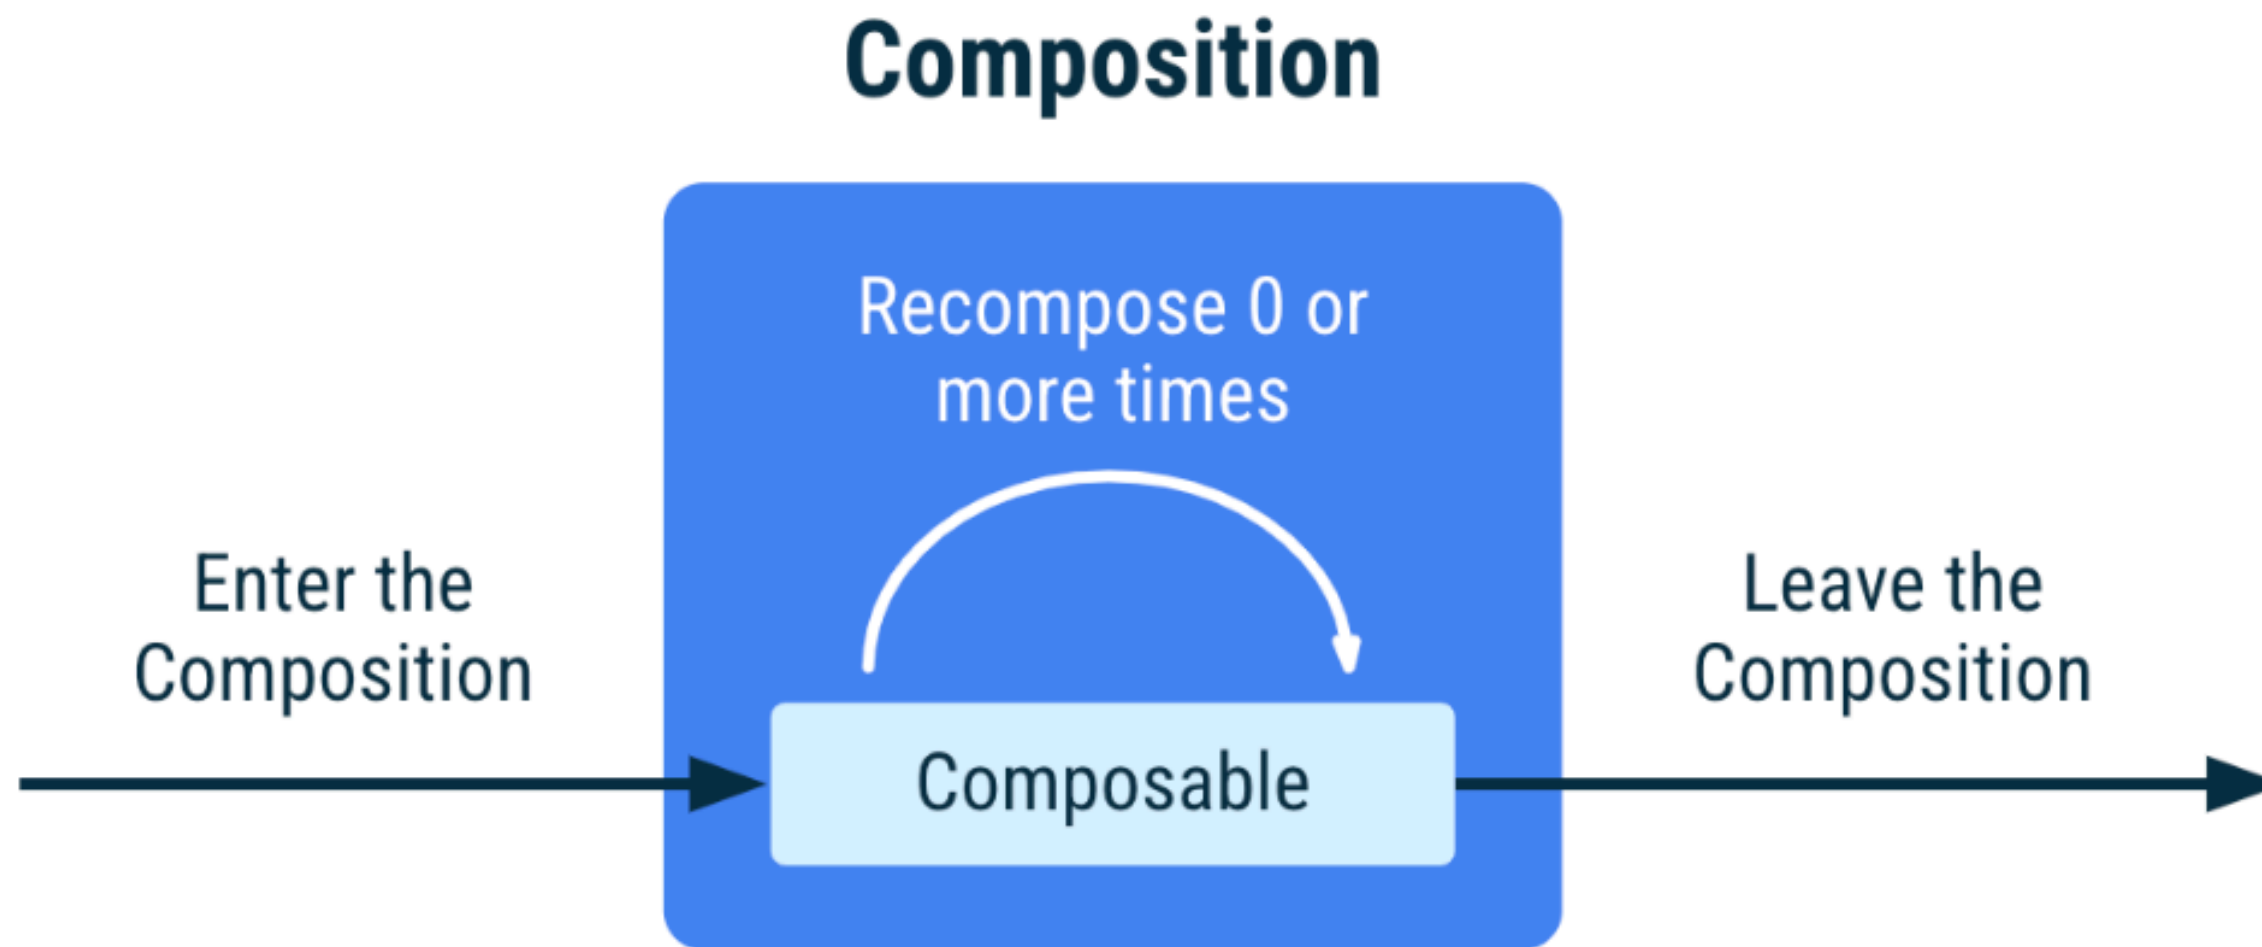 Composition
Recompose 0 or
more times
Enter the
Composition
Leave the
Composition
Composable